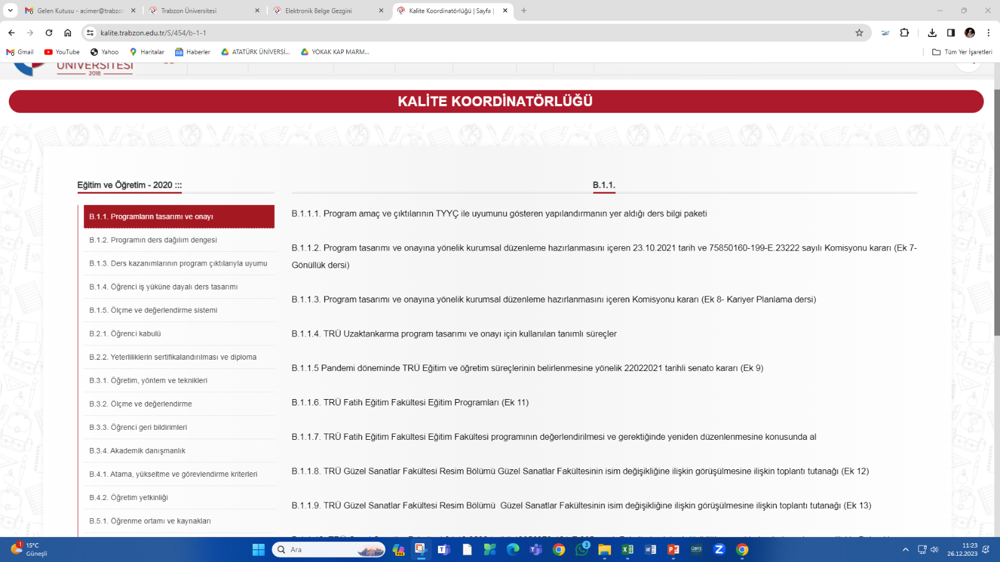 Gelen Kutusu - acimer@trabzo
Trabzon Üniversitesi
Elektronik Belge Gezgini
Kalite Koordinatörlüğü | Sayfa |
kalite.trabzon.edu.tr/S/454/b-1-1
Gmail
YouTube
Yahoo
Haritalar
Haberler
ATATÜRK ÜNİVERSİ...
YOKAK KAP MARM...
Tüm Yer İşaretleri
ÜNİVERSİTESİ
2018
KALİTE KOORDİNATÖRLÜĞÜ
Eğitim ve Öğretim - 2020 :::
B.1.1. Programların tasarımı ve onayı
B.1.2. Programın ders dağılım dengesi
B.1.3. Ders kazanımlarının program çıktılarıyla uyumu
B.1.4. Öğrenci iş yüküne dayalı ders tasarımı
B.1.5. Ölçme ve değerlendirme sistemi
B.2.1. Öğrenci kabulü
B.2.2. Yeterliliklerin sertifikalandırılması ve diploma
B.3.1. Öğretim, yöntem ve teknikleri
B.3.2. Ölçme ve değerlendirme
B.3.3. Öğrenci geri bildirimleri
B.3.4. Akademik danışmanlık
B.4.1. Atama, yükseltme ve görevlendirme kriterleri
B.4.2. Öğretim yetkinliği
B.5.1. Öğrenme ortamı ve kaynakları
B.1.1.
B.1.1.1. Program amaç ve çıktılarının TYYÇ ile uyumunu gösteren yapılandırmanın yer aldığı ders bilgi paketi
B.1.1.2. Program tasarımı ve onayına yönelik kurumsal düzenleme hazırlanmasını içeren 23.10.2021 tarih ve 75850160-199-E.23222 sayılı Komisyonu kararı (Ek 7-
Gönüllük dersi)
B.1.1.3. Program tasarımı ve onayına yönelik kurumsal düzenleme hazırlanmasını içeren Komisyonu kararı (Ek 8- Kariyer Planlama dersi)
B.1.1.4. TRÜ Uzaktankarma program tasarımı ve onayı için kullanılan tanımlı süreçler
B.1.1.5 Pandemi döneminde TRÜ Eğitim ve öğretim süreçlerinin belirlenmesine yönelik 22022021 tarihli senato kararı (Ek 9)
B.1.1.6. TRÜ Fatih Eğitim Fakültesi Eğitim Programları (Ek 11)
B.1.1.7. TRÜ Fatih Eğitim Fakültesi Eğitim Fakültesi programının değerlendirilmesi ve gerektiğinde yeniden düzenlenmesine konusunda al
B.1.1.8. TRÜ Güzel Sanatlar Fakültesi Resim Bölümü Güzel Sanatlar Fakültesinin isim değişikliğine ilişkin görüşülmesine ilişkin toplantı tutanağı (Ek 12)
B.1.1.9. TRÜ Güzel Sanatlar Fakültesi Resim Bölümü  Güzel Sanatlar Fakültesinin isim değişikliğine ilişkin görüşülmesine ilişkin toplantı tutanağı (Ek 13)
1
15°C
Güneşli
Ara
PRE
3
ÜBYS
11:23
26.12.2023